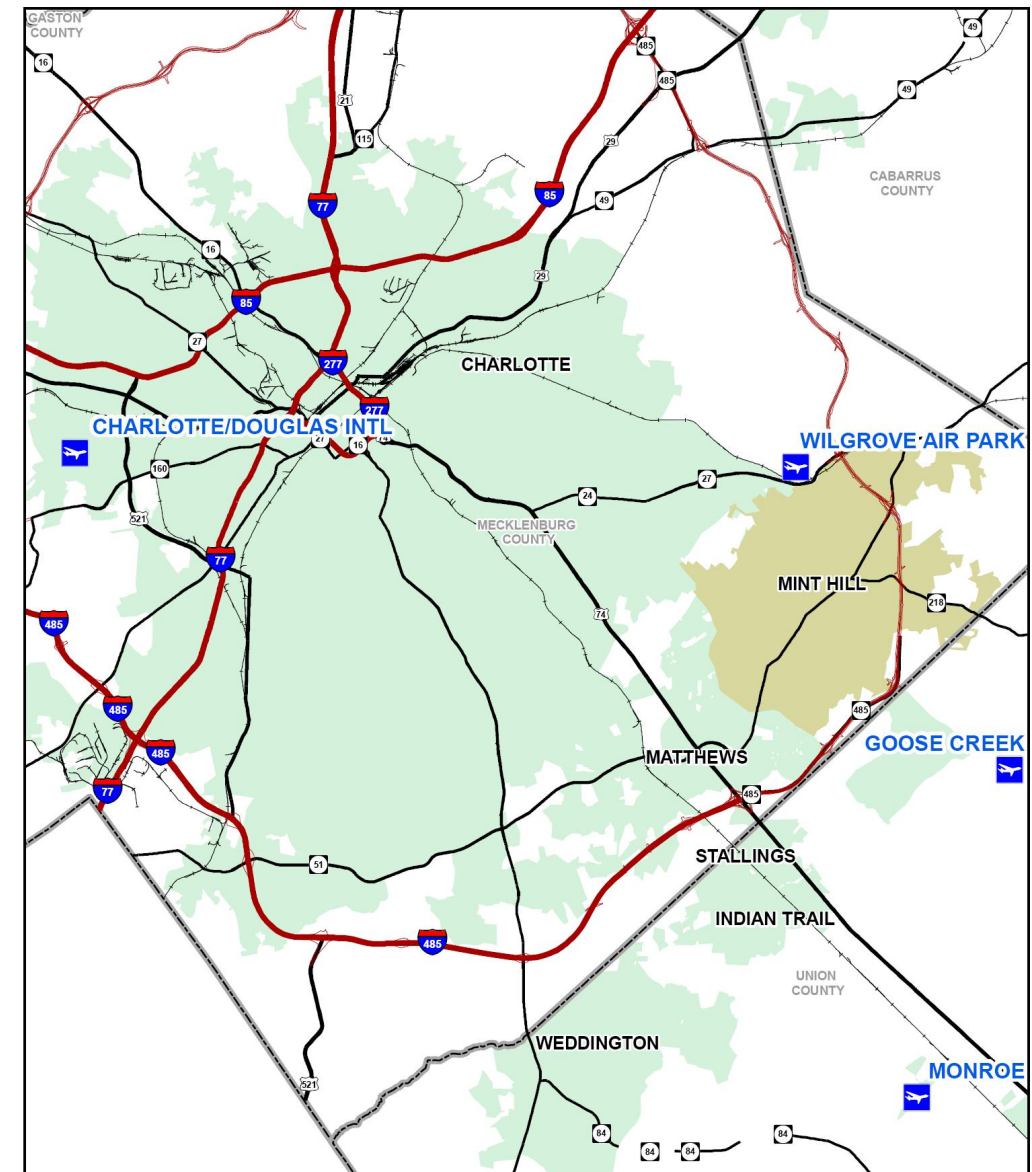 GASTON
COUNTY
49
485
16
485
49
21
115
29
CABARRUS
COUNTY
85
49
77
16
29
85
27
277
CHARLOTTE
277
CHARLOTTE/DOUGLAS INTL
27
16
74
WILGROVE AIR PARK
160
27
24
521
MECKLENBURG
COUNTY
77
MINT HILL
218
74
485
485
485
485
GOOSE CREEK
MATTHEWS
77
485
STALLINGS
51
INDIAN TRAIL
485
UNION
COUNTY
WEDDINGTON
MONROE
521
84
84
84
84